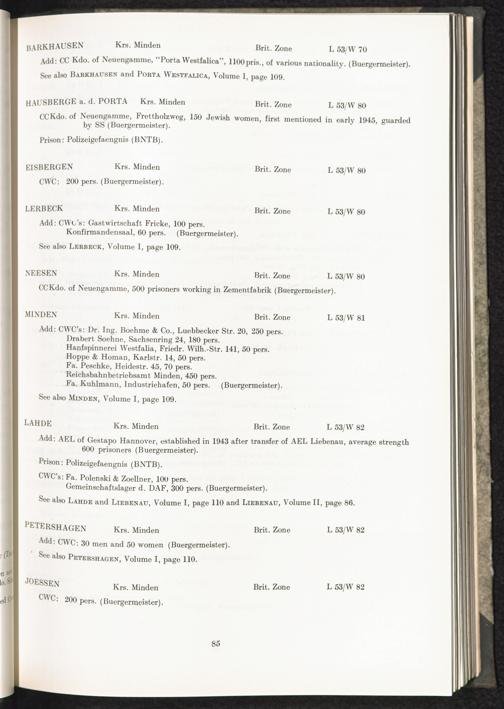 BARKHAUSEN Krs. Minden Brit. Zone L 53/W 70
Add: CC Kdo. of Neuengamme, "Porta Westfalica", 1100 pris., of various nationality. (Buergermeister).
See also BARKHAUSEN and PORTA WESTFALICA, Volume I, page 109.
HAUSBERGE a. d. PORTA Krs. Minden Brit. Zone L 53/W 80
CCKdo. of Neuengamme, Frettholzweg, 150 Jewish women, first mentioned in early 1945, guarded
by SS (Buergermeister).
Prison: Polizeigefaengnis (BNTB).
EISBERGEN Krs. Minden Brit. Zone L 53/W 80
CWC: 200 pers. (Buergermeister).
LERBECK Krs. Minden Brit. Zone L 53/W 80
Add: CWC's: Gastwirtschaft Fricke, 100 pers.
Konfirmandensaal, 60 pers. (Buergermeister).
See also LERBECK, Volume I, page 109.
NEESEN Krs. Minden Brit. Zone L 53/W 80
CCKdo. of Neuengamme, 500 prisoners working in Zementfabrik (Buergermeister).
MINDEN Krs. Minden Brit. Zone L 53/W 81
Add: CWC's: Dr. Ing. Boehme & Co., Luebbecker Str. 20, 250 pers.
Drabert Soehne, Sachsenring 24, 180 pers.
Hanfspinnerei Westfalia, Friedr. Wilh.-Str. 141, 50 pers.
Hoppe & Homan, Karlstr. 14, 50 pers.
Fa. Peschke, Heidestr. 45, 70 pers.
Reichsbahnbetriebsamt Minden, 450 pers.
Fa. Kuhlmann, Industriehafen, 50 pers. (Buergermeister).
See also MINDEN, Volume I, page 109.
LAHDE Krs. Minden Brit. Zone L 53/W 82
Add: AEL of Gestapo Hannover, established in 1943 after transfer of AEL Liebenau, average strength
600 prisoners (Buergermeister).
Prison: Polizeigefaengnis (BNTB).
CWC's: Fa. Polenski & Zoellner, 100 pers.
Gemeinschaftslager d. DAF, 300 pers. (Buergermeister).
See also LAHDE and LIEBENAU, Volume I, page 110 and LIEBENAU, Volume II, page 86.
PETERSHAGEN Krs. Minden Brit. Zone L 53/W 82
Add: CWC: 30 men and 50 women (Buergermeister).
See also PETERSHAGEN, Volume I, page 110.
JOESSEN Krs. Minden Brit. Zone L 53/W 82
CWC: 200 pers. (Buergermeister).
85